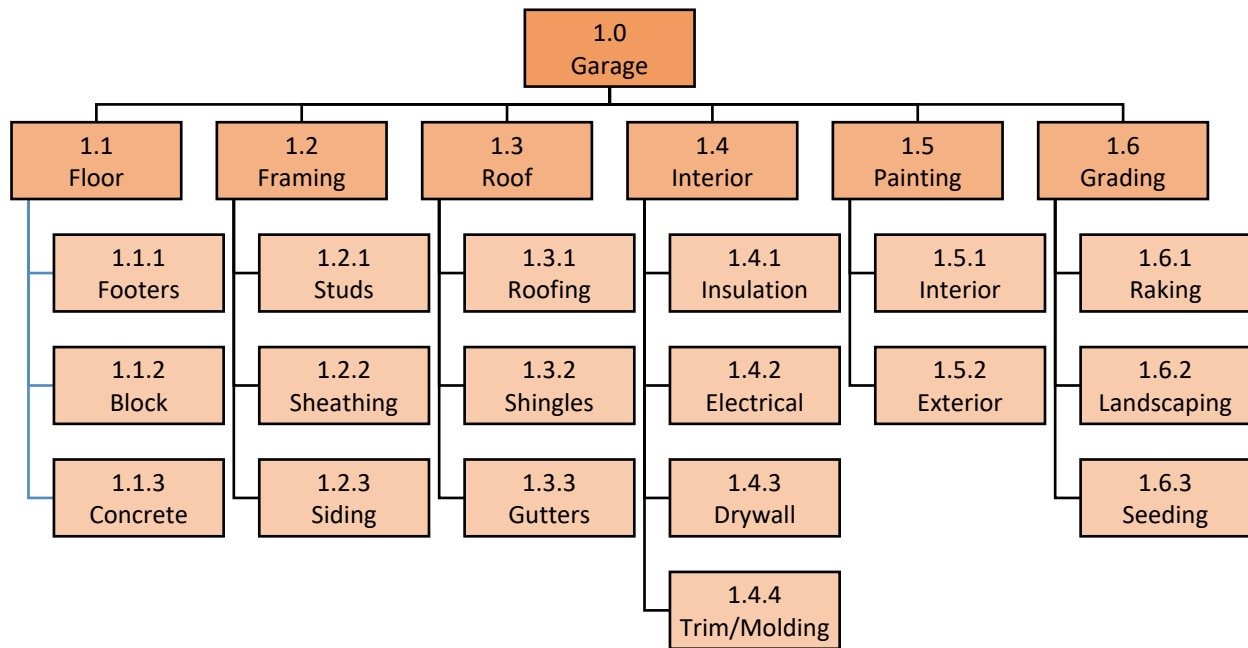 1.0
Garage
1.1
Floor
1.2
Framing
1.3
Roof
1.4
Interior
1.5
Painting
1.6
Grading
1.1.1
Footers
1.2.1
Studs
1.3.1
Roofing
1.4.1
Insulation
1.5.1
Interior
1.6.1
Raking
1.1.2
Block
1.2.2
Sheathing
1.3.2
Shingles
1.4.2
Electrical
1.5.2
Exterior
1.6.2
Landscaping
1.1.3
Concrete
1.2.3
Siding
1.3.3
Gutters
1.4.3
Drywall
1.6.3
Seeding
1.4.4
Trim/Molding